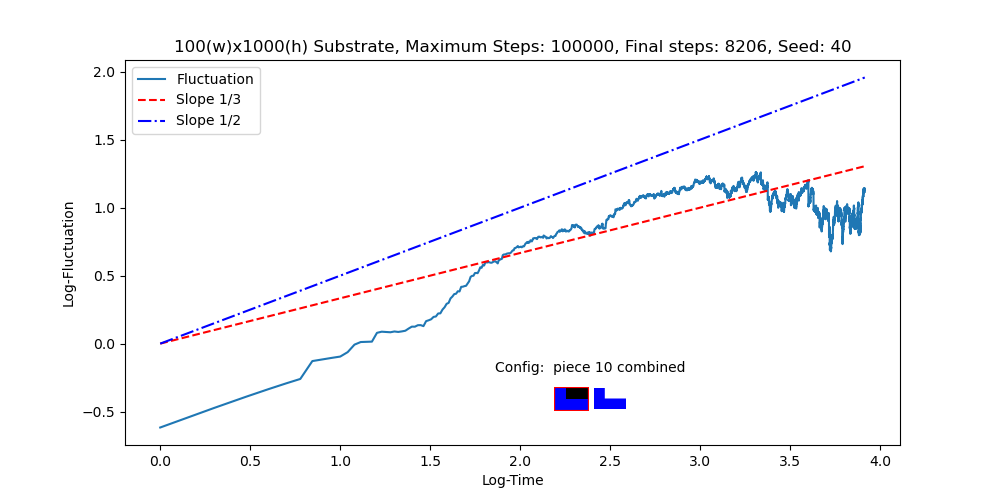 100(w)x1000(h) Substrate, Maximum Steps: 100000, Final steps: 8206, Seed: 40
Fluctuation
Slope 1/3
Slope 1/2
2.0
1.5
1.0
0.5
0.0
−0.5
Log-Fluctuation
Config:  piece 10 combined
0.0 0.5 1.0 1.5 2.0 2.5 3.0 3.5 4.0
Log-Time